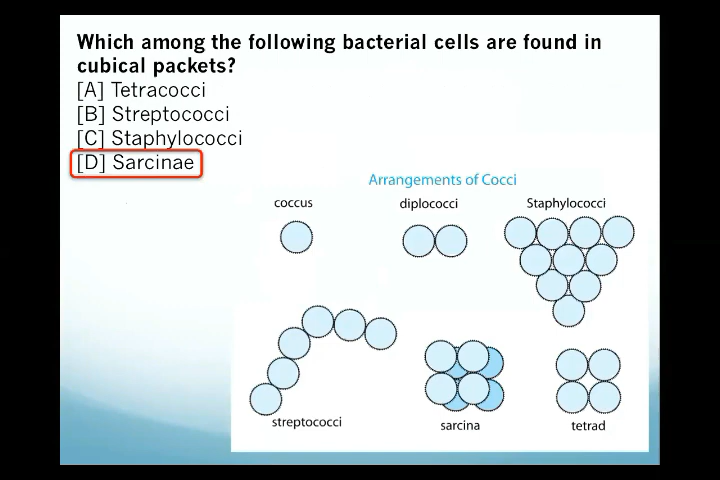 Which among the following bacterial cells are found in
cubical packets?
[A] Tetracocci
[B] Streptococci
[C] Staphylococci
[D] Sarcinae
Arrangements of Cocci
coccus
diplococci
Staphylococci
streptococci
sarcina
tetrad